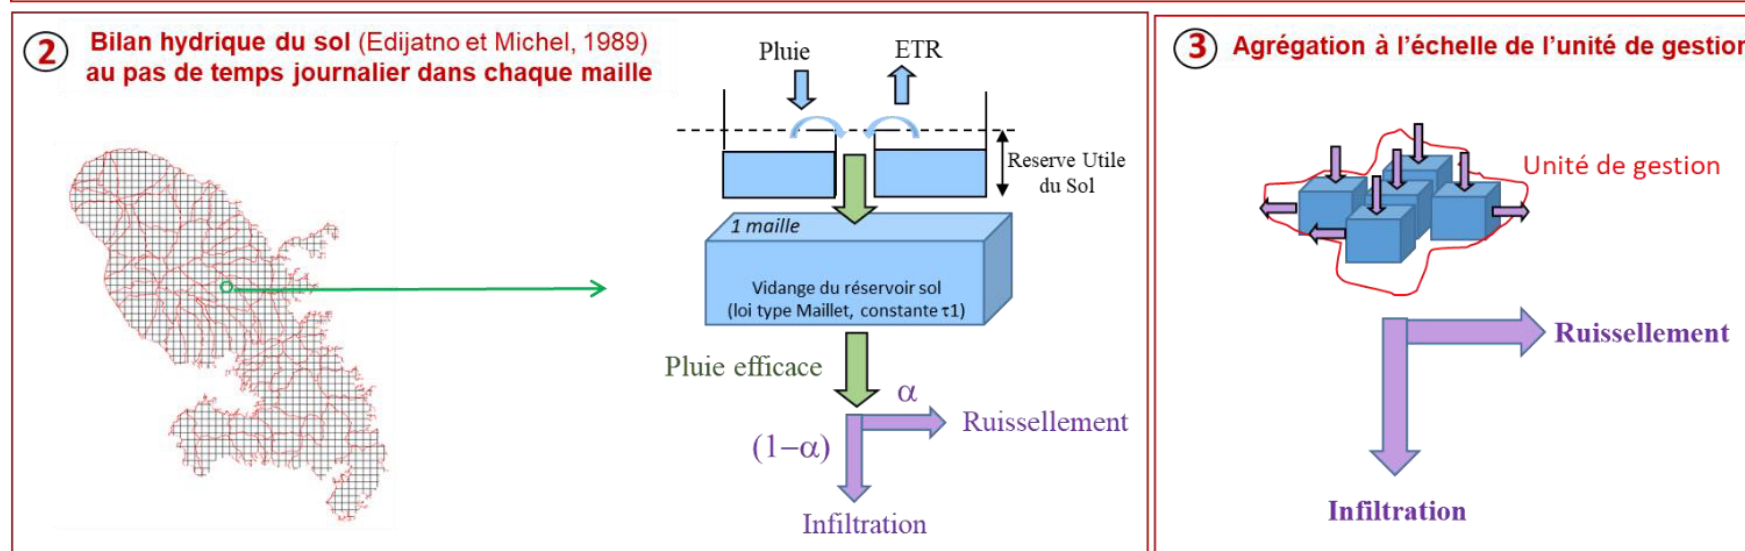 2
Bilan hydrique du sol (Edijatno et Michel, 1989)
au pas de temps journalier dans chaque maille
Pluie
ETR
Reserve Utile
du Sol
1 maille
Vidange du réservoir sol
(loi type Maillet, constante τ1)
Pluie efficace
α
Ruissellement
(1−α)
Infiltration
3
Agrégation à l'échelle de l'unité de gestion
Unité de gestion
Ruissellement
Infiltration